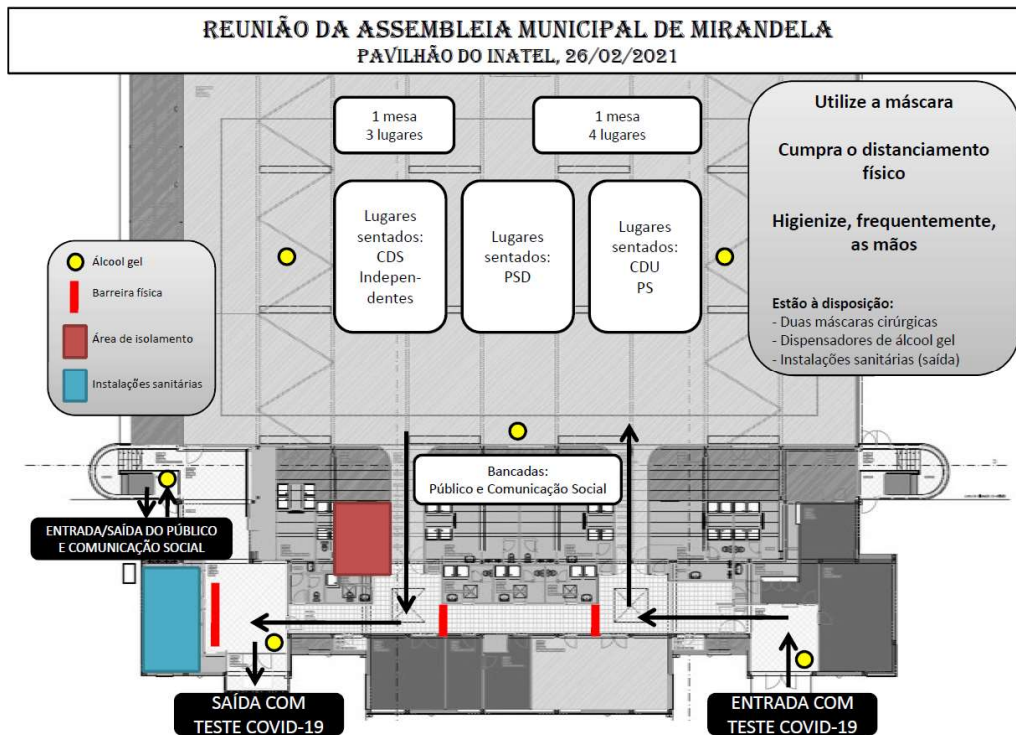 REUNIÃO DA ASSEMBLEIA MUNICIPAL DE MIRANDELA
PAVILHÃO DO INATEL, 26/02/2021
1 mesa
3 lugares
1 mesa
4 lugares
Utilize a máscara
Cumpra o distanciamento
físico
Higienize, frequentemente,
as mãos
Estão à disposição:
- Duas máscaras cirúrgicas
- Dispensadores de álcool gel
- Instalações sanitárias (saída)
Lugares
sentados:
CDS
Indepen-
dentes
Lugares
sentados:
PSD
Lugares
sentados:
CDU
PS
Álcool gel
Barreira física
Área de isolamento
Instalações sanitárias
Bancadas:
Público e Comunicação Social
ENTRADA/SAÍDA DO PÚBLICO
E COMUNICAÇÃO SOCIAL
SAÍDA COM
TESTE COVID-19
ENTRADA COM
TESTE COVID-19